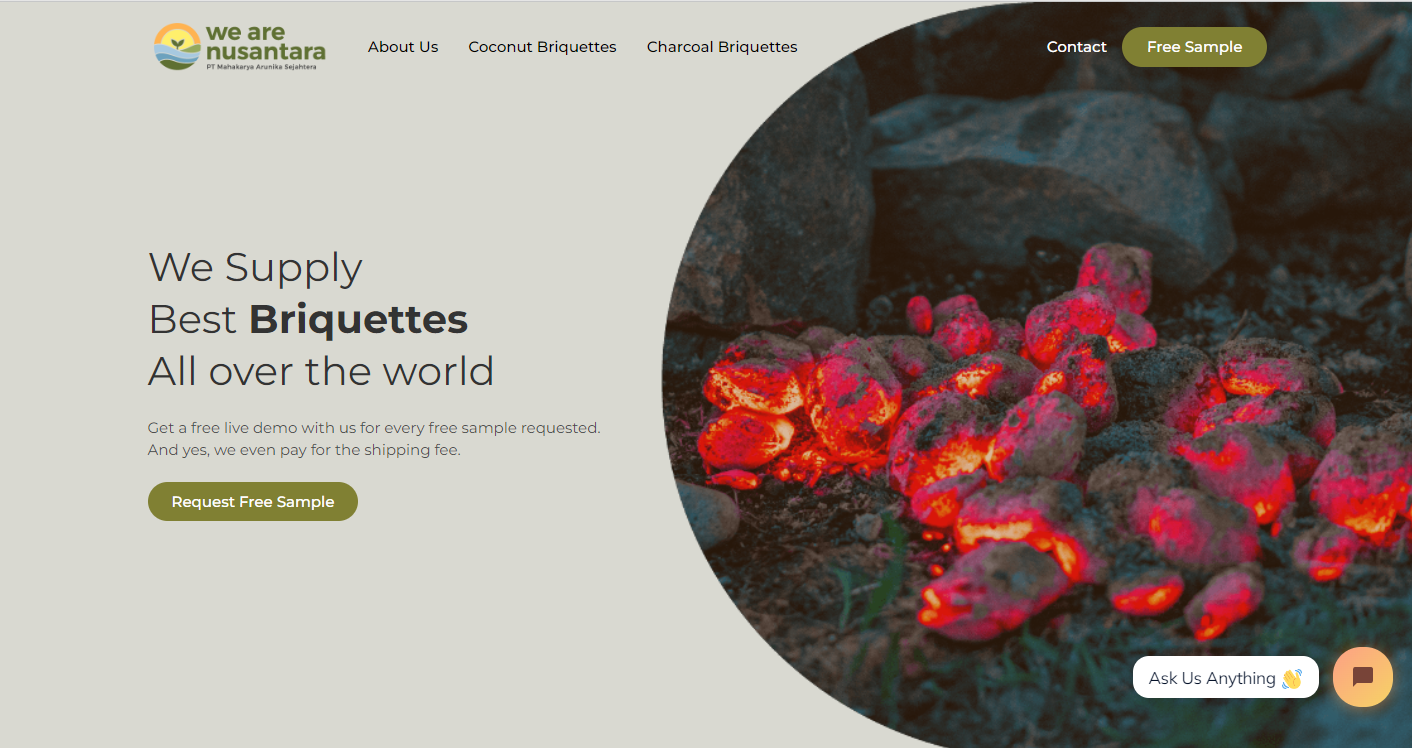 we are
nusantara
PT Mahakarya Arunika Sejahtera
About Us
Coconut Briquettes
Charcoal Briquettes
Contact
Free Sample
We Supply
Best Briquettes
All over the world
Get a free live demo with us for every free sample requested.
And yes, we even pay for the shipping fee.
Request Free Sample
Ask Us Anything 👋